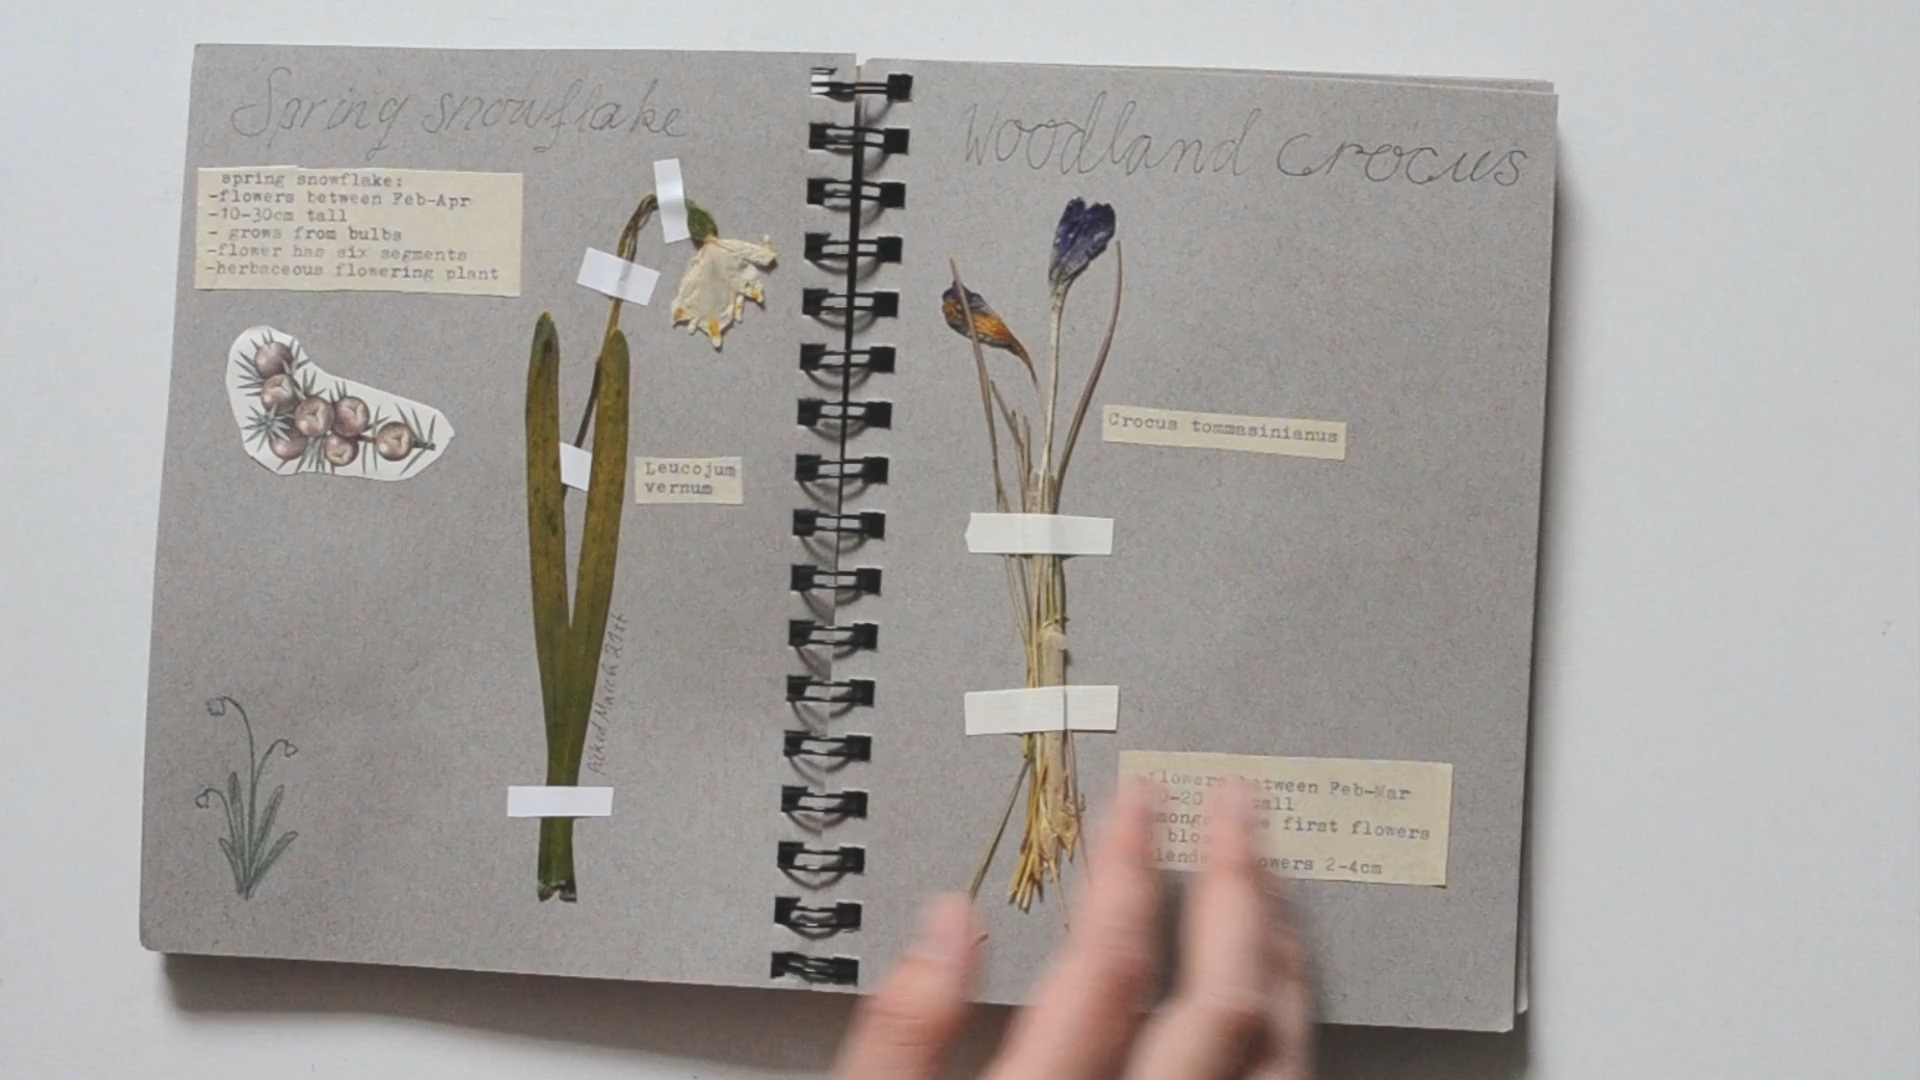 Spring snowflake
spring snowflake:
-flowers between Feb-Apr
-10-30cm tall
- grows from bulbs
-flower has six segments
-herbaceous flowering plant
Leucojum
vernum
Picked March 21st
Woodland crocus
Crocus tommasinianus
between Feb-Mar
tall
first flowers
2-4cm